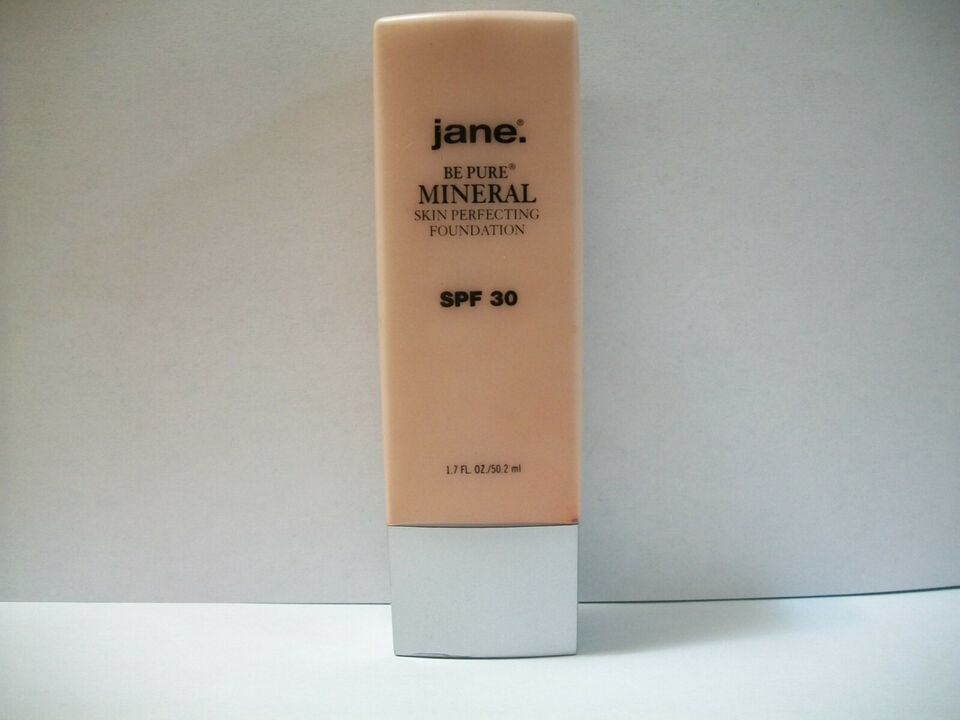 jane.®
BE PURE®
MINERAL
SKIN PERFECTING
FOUNDATION
SPF 30
1.7 FL. OZ./50.2 ml